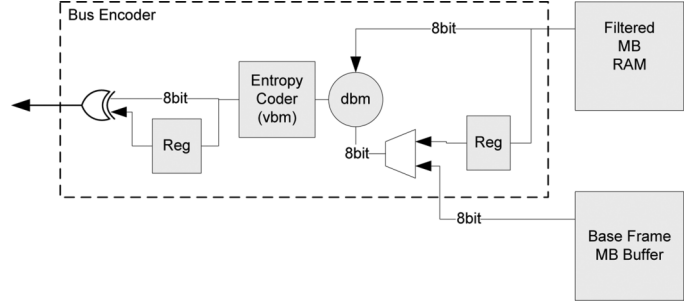 Bus Encoder
8bit
Filtered
MB
RAM
8bit
Entropy
Coder
(vbm)
dbm
Reg
8bit
Reg
8bit
Base Frame
MB Buffer